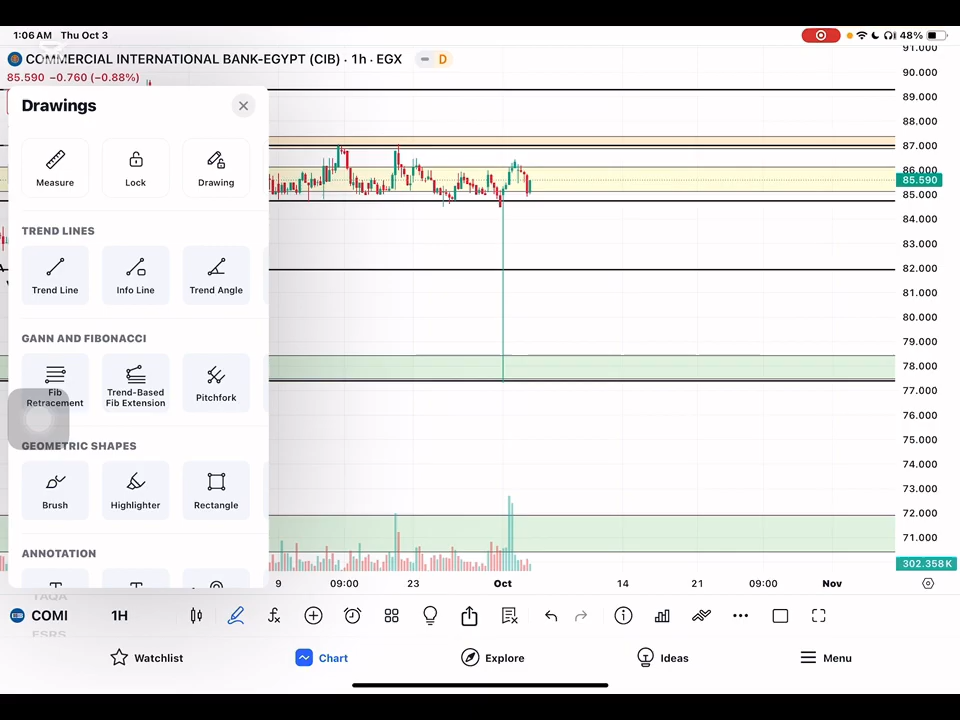 1:06 AM Thu Oct 3
48%
COMMERCIAL INTERNATIONAL BANK-EGYPT (CIB) · 1h · EGX
D
85.590 −0.760 (−0.88%)
Drawings
Measure
Lock
Drawing
TREND LINES
Trend Line
Info Line
Trend Angle
GANN AND FIBONACCI
Fib Retracement
Trend-Based Fib Extension
Pitchfork
GEOMETRIC SHAPES
Brush
Highlighter
Rectangle
ANNOTATION
91.000
90.000
89.000
88.000
87.000
86.000
85.590
85.000
84.000
83.000
82.000
81.000
80.000
79.000
78.000
77.000
76.000
75.000
74.000
73.000
72.000
71.000
302.358K
9
09:00
23
Oct
14
21
09:00
Nov
TAQA
COMI
1H
ESRS
Watchlist
Chart
Explore
Ideas
Menu